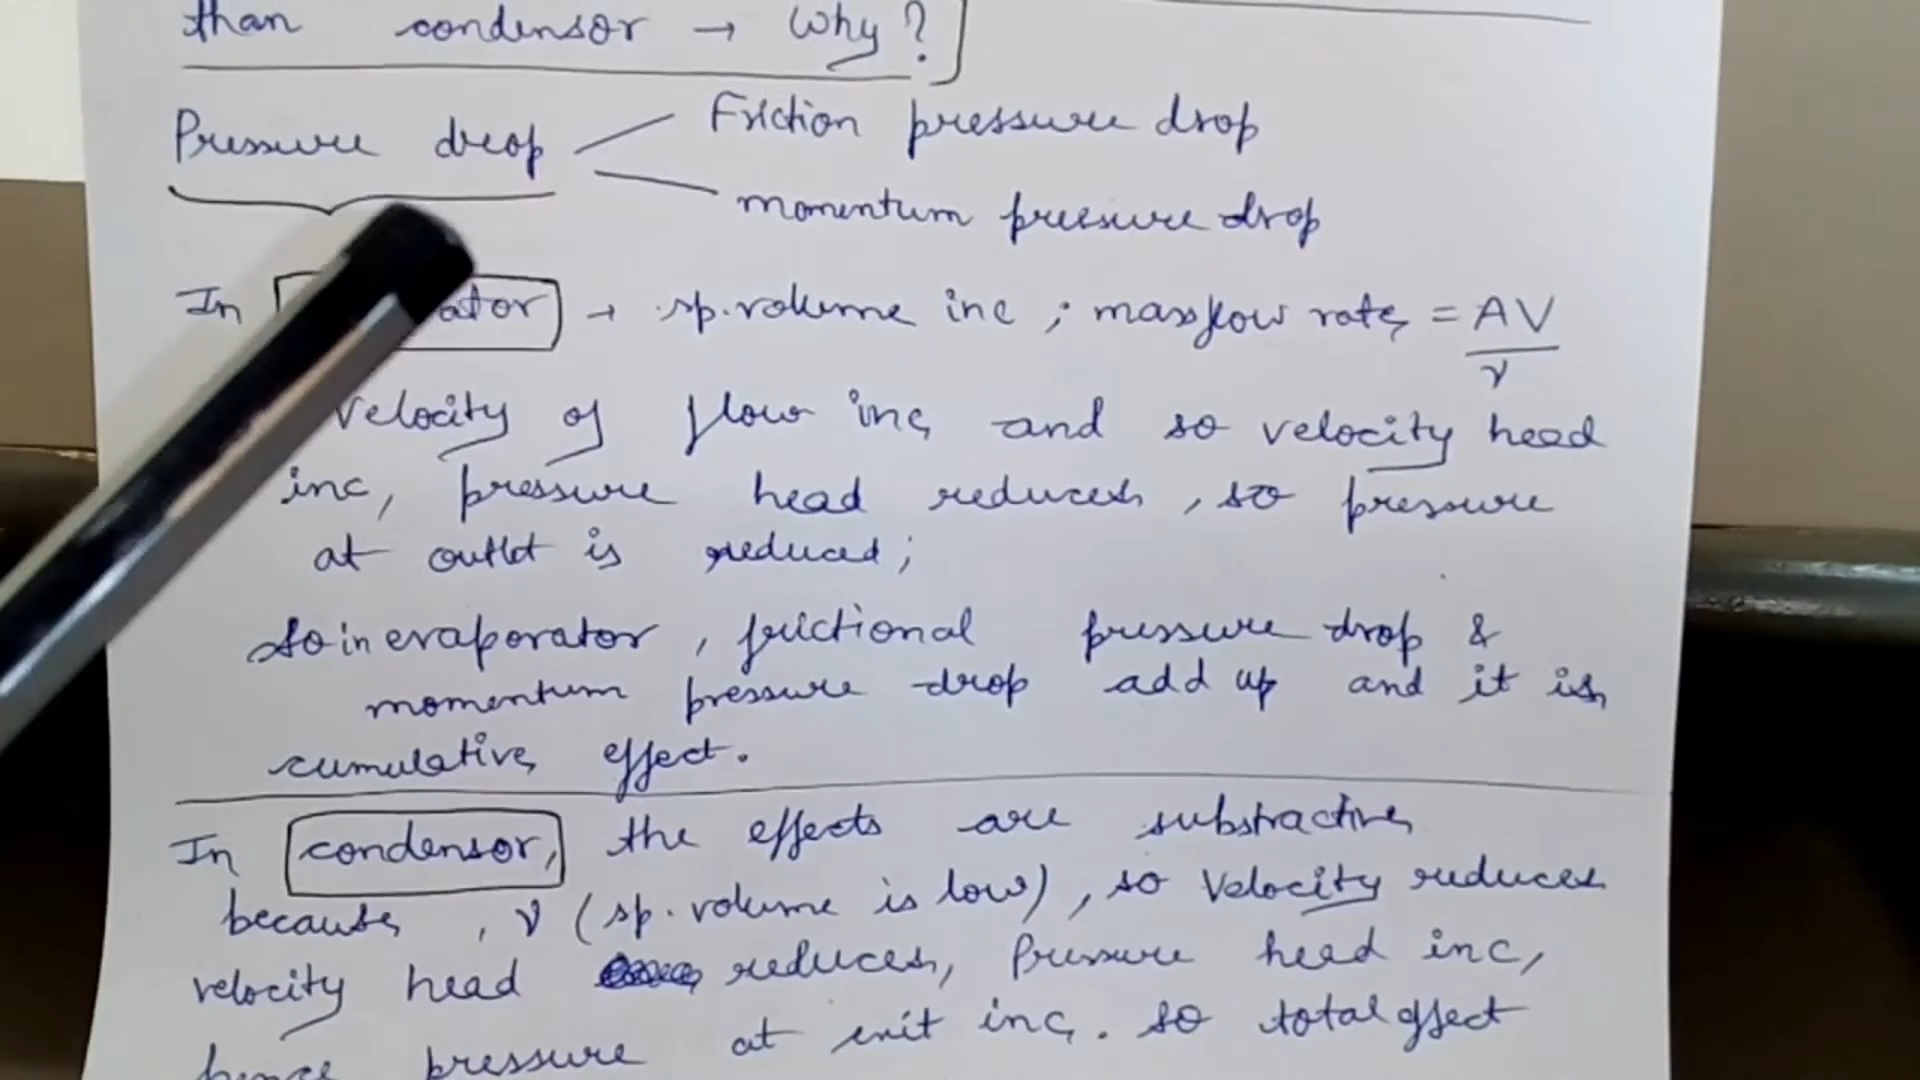 than condensor → Why?
Pressure drop
Friction pressure drop
momentum pressure drop
In ator → sp. volume inc ; massflow rate = AV/v
velocity of flow inc and so velocity head
inc, pressure head reduces, so pressure
at outlet is reduced;
So in evaporator, frictional pressure drop &
momentum pressure drop add up and it is
cumulative effect.
In condensor, the effects are substractive
because, v (sp. volume is low), so Velocity reduces
velocity head reduces, Pressure head inc,
hence pressure at exit inc. so total effect